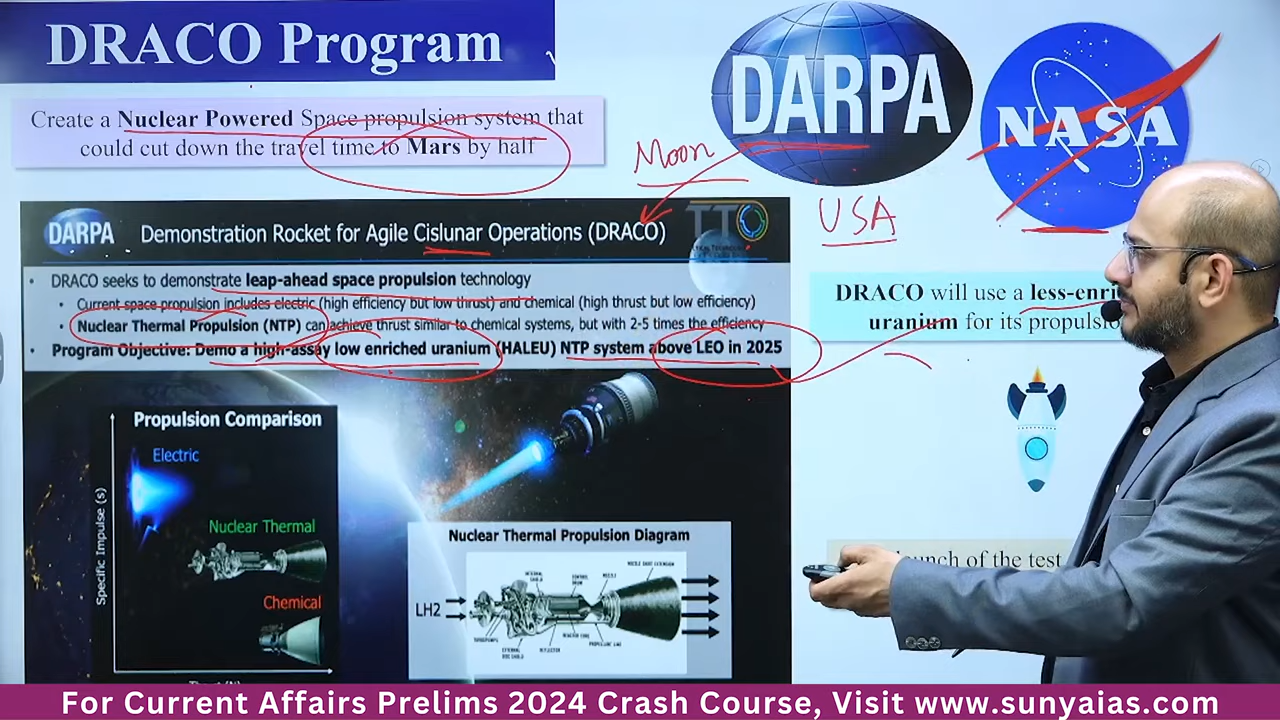 DRACO Program
DARPA
NASA
Create a Nuclear Powered Space propulsion system that
could cut down the travel time to Mars by half
Moon
USA
DARPA Demonstration Rocket for Agile Cislunar Operations (DRACO)
TTO
• DRACO seeks to demonstrate leap-ahead space propulsion technology
• Current space propulsion includes electric (high efficiency but low thrust) and chemical (high thrust but low efficiency)
• Nuclear Thermal Propulsion (NTP) can achieve thrust similar to chemical systems, but with 2-5 times the efficiency
• Program Objective: Demo a high-assay low enriched uranium (HALEU) NTP system above LEO in 2025
DRACO will use a less-enri
uranium for its propulsio
Propulsion Comparison
Electric
Nuclear Thermal
Chemical
Specific Impulse (s)
Nuclear Thermal Propulsion Diagram
LH2
NOZZLE
REFLECTOR
unch of the test
For Current Affairs Prelims 2024 Crash Course, Visit www.sunyaias.com